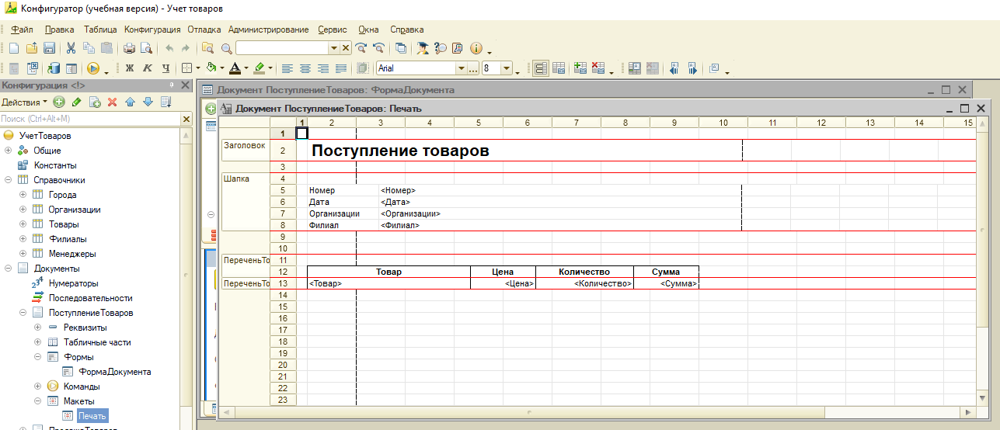 Конфигуратор (учебная версия) - Учет товаров
Файл Правка Таблица Конфигурация Отладка Администрирование Сервис Окна Справка
Ж К Ч Arial 8
Конфигурация <!>
Действия
Поиск (Ctrl+Alt+M)
УчетТоваров
Общие
Константы
Справочники
Города
Организации
Товары
Филиалы
Менеджеры
Документы
Нумераторы
Последовательности
ПоступлениеТоваров
Реквизиты
Табличные части
Формы
ФормаДокумента
Команды
Макеты
Печать
Документ ПоступлениеТоваров: ФормаДокумента
Документ ПоступлениеТоваров: Печать
1 2 3 4 5 6 7 8 9 10 11 12 13 14 15
1
Заголовок 2 Поступление товаров
3
Шапка 4
5 Номер <Номер>
6 Дата <Дата>
7 Организации <Организации>
8 Филиал <Филиал>
9
10
ПереченьТо 11
12 Товар Цена Количество Сумма
ПереченьТо 13 <Товар> <Цена> <Количество> <Сумма>
14
15
16
17
18
19
20
21
22
23